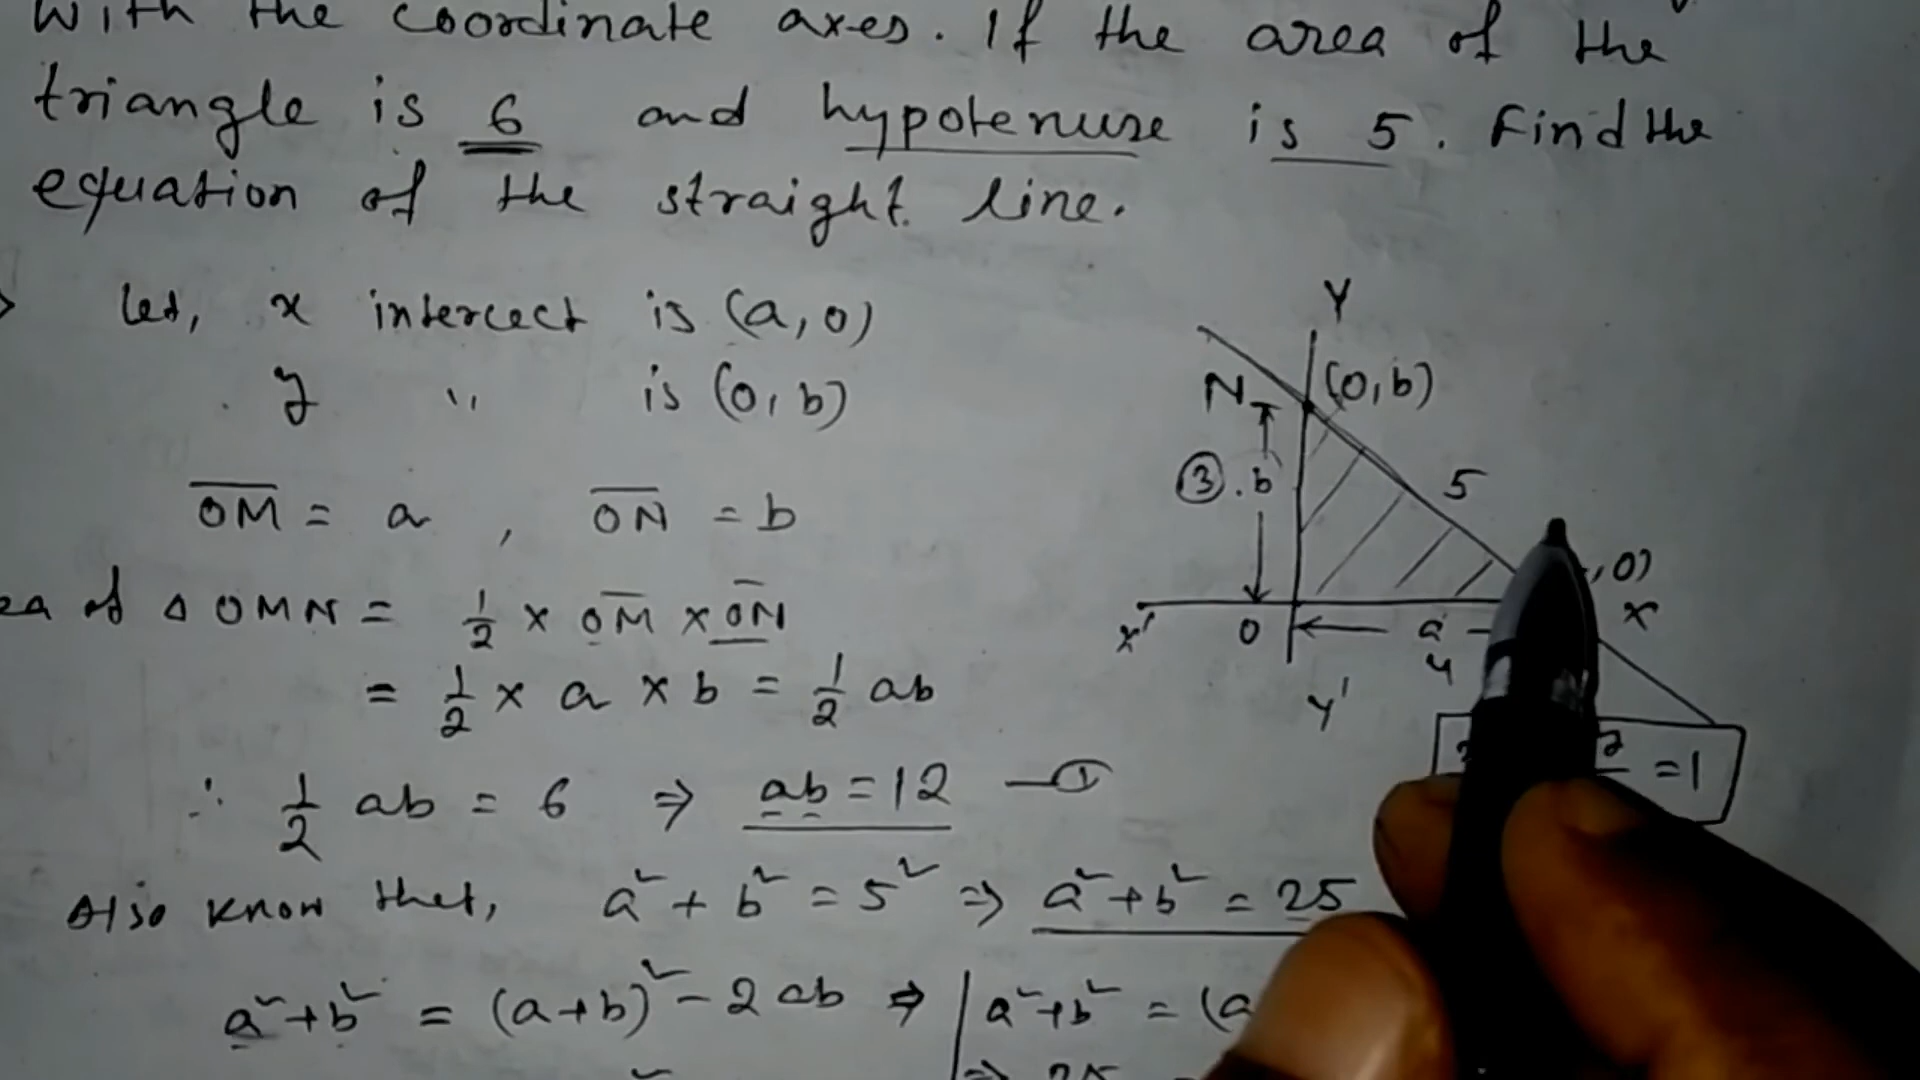 With the coordinate axes. If the area of the
triangle is 6 and hypotenuse is 5. Find the
equation of the straight line.
Let, x intercect is (a, 0)
y " is (0, b)
OM = a , ON = b
of Δ OMN = 1/2 × OM × ON
= 1/2 × a × b = 1/2 ab
∴ 1/2 ab = 6 ⇒ ab = 12 —①
Also know that, a² + b² = 5² ⇒ a² + b² = 25
a² + b² = (a+b)² - 2ab ⇒ a² + b² = (a
⇒ 25
Y
N (0, b)
③. b 5
, 0)
X' O a X
4
Y'
= 1